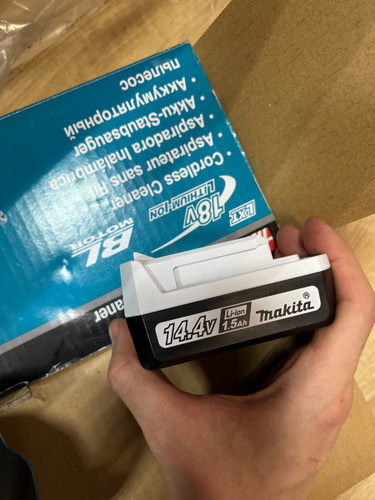 пылесос
• Аккумуляторный
• Akku-Staubsauger
• Aspiradora Inalámbrica
• Aspirateur sans Fil
• Cordless Cleaner
LXT
18V
LITHIUM-ION
BL
MOTOR
eaner
14.4V
Li-ion
1.5Ah
makita®